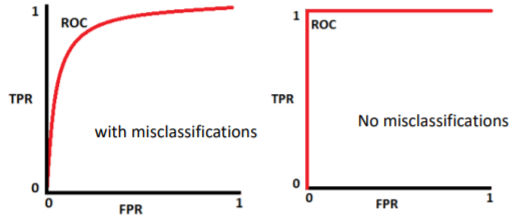 1
ROC
TPR
with misclassifications
0
0
FPR
1
1
ROC
TPR
No misclassifications
0
0
FPR
1